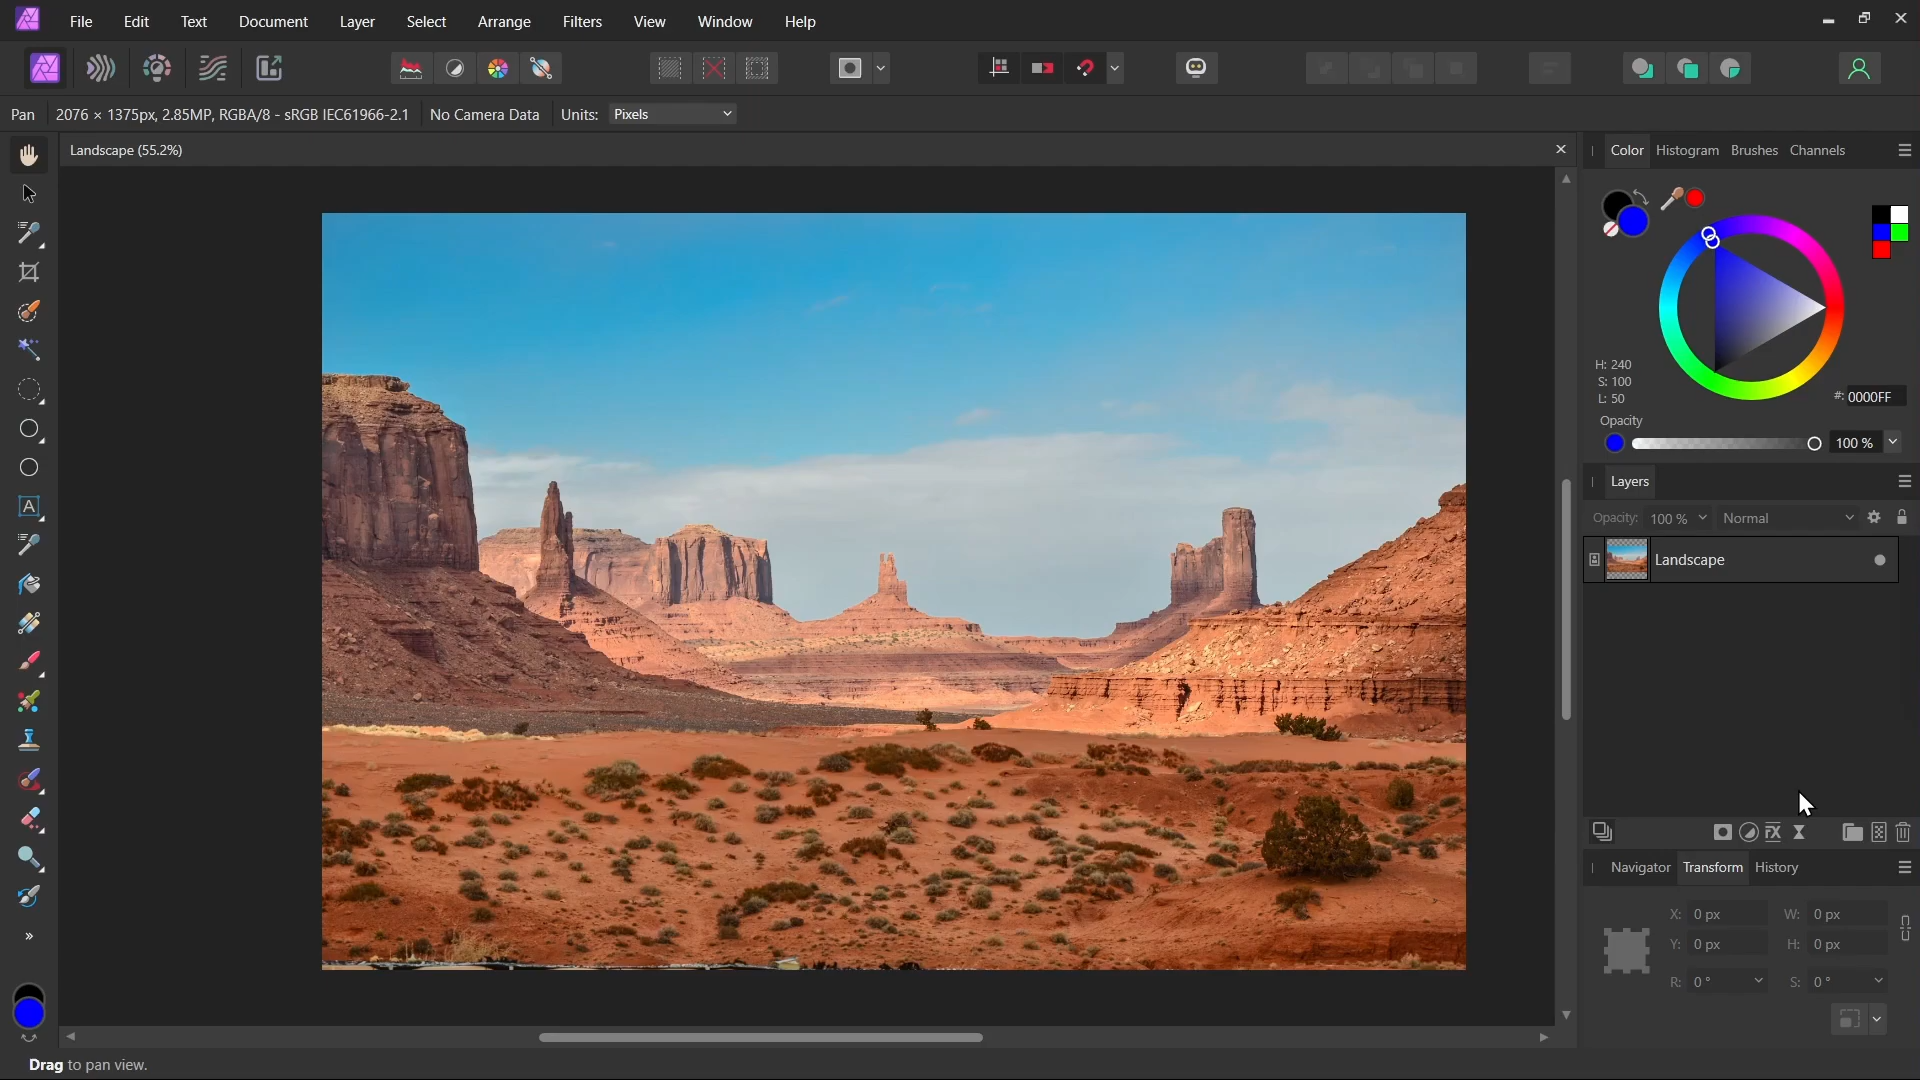 File Edit Text Document Layer Select Arrange Filters View Window Help
Pan 2076 × 1375px, 2.85MP, RGBA/8 - sRGB IEC61966-2.1 No Camera Data Units: Pixels
Landscape (55.2%)
Color Histogram Brushes Channels
H: 240
S: 100
L: 50
#: 0000FF
Opacity
100 %
Layers
Opacity: 100 % Normal
Landscape
FX
Navigator Transform History
X: 0 px W: 0 px
Y: 0 px H: 0 px
R: 0 ° S: 0 °
A
Drag to pan view.